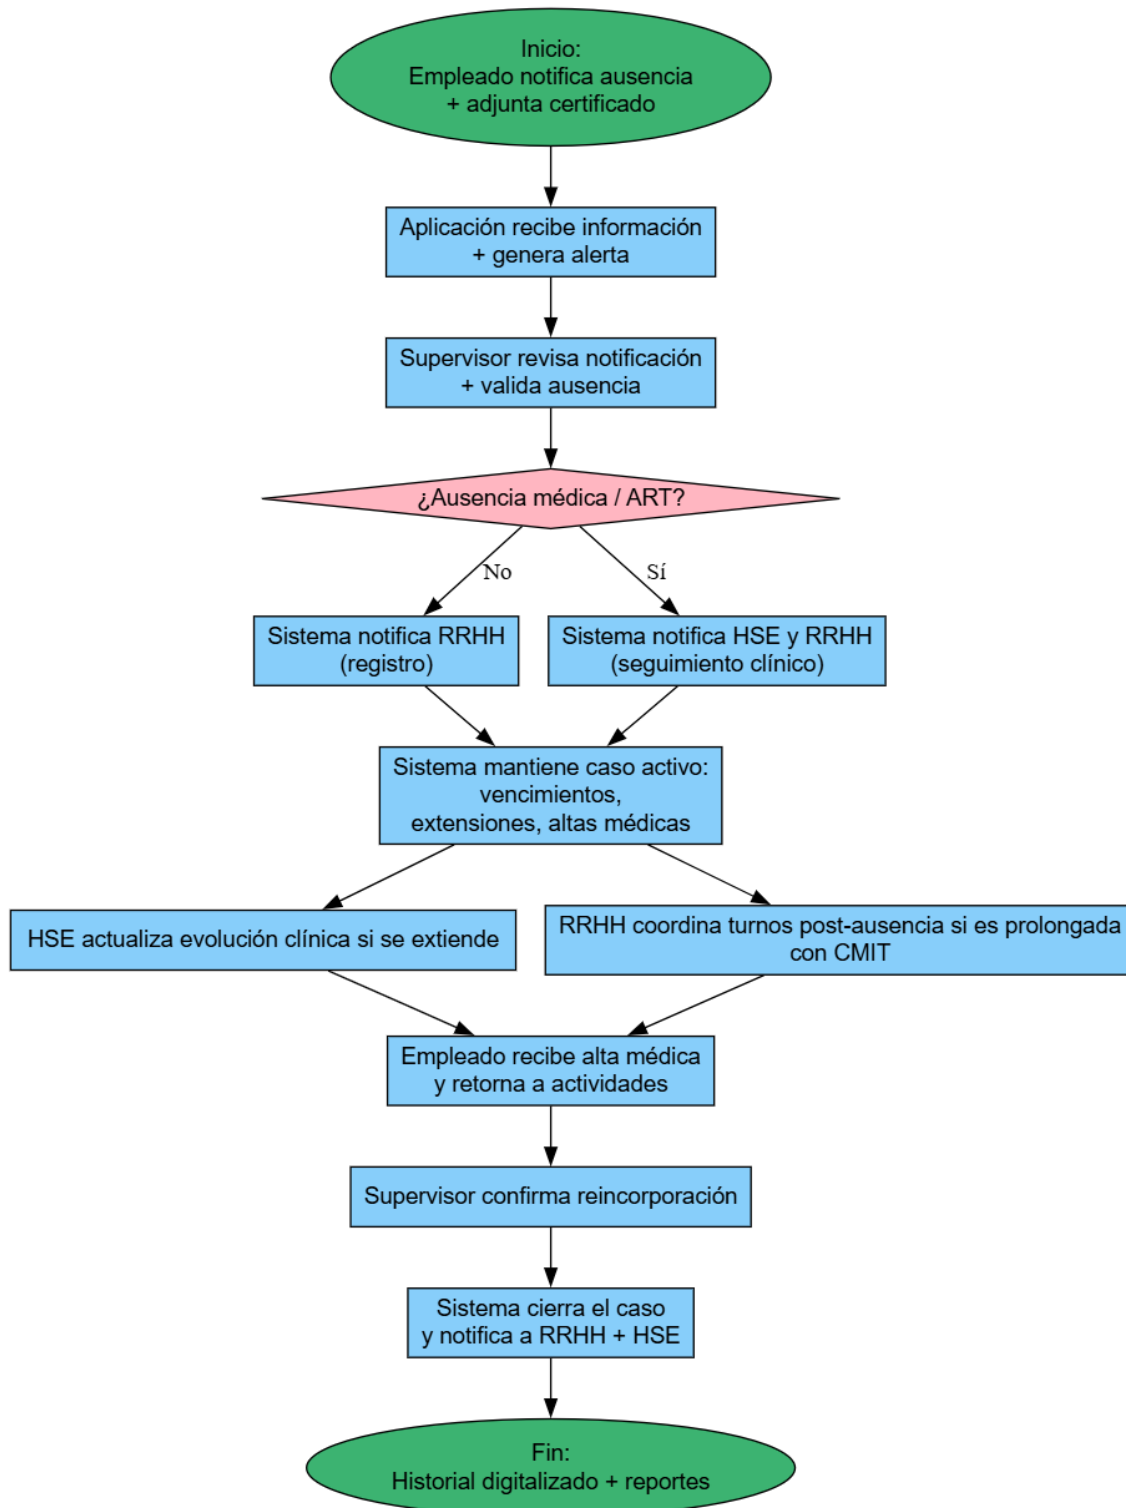 Inicio:
Empleado notifica ausencia
+ adjunta certificado
Aplicación recibe información
+ genera alerta
Supervisor revisa notificación
+ valida ausencia
¿Ausencia médica / ART?
No
Sí
Sistema notifica RRHH
(registro)
Sistema notifica HSE y RRHH
(seguimiento clínico)
Sistema mantiene caso activo:
vencimientos,
extensiones, altas médicas
HSE actualiza evolución clínica si se extiende
RRHH coordina turnos post-ausencia si es prolongada
con CMIT
Empleado recibe alta médica
y retorna a actividades
Supervisor confirma reincorporación
Sistema cierra el caso
y notifica a RRHH + HSE
Fin:
Historial digitalizado + reportes